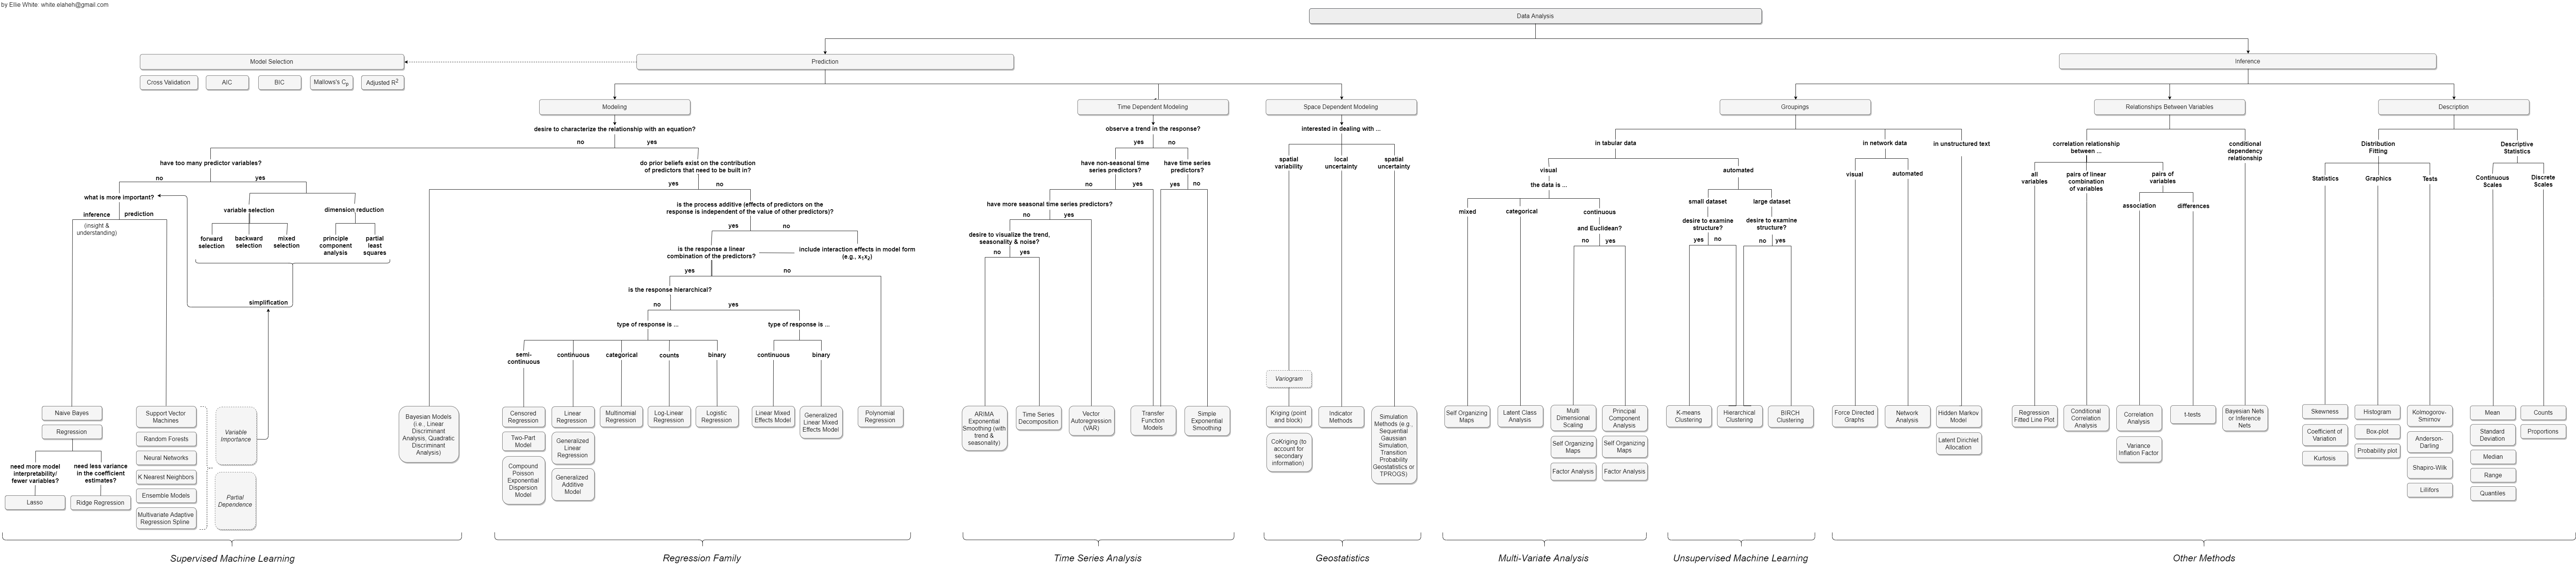 by Ellie White: white.elaheh@gmail.com
Data Analysis
Model Selection
Prediction
Inference
Cross Validation
AIC
BIC
Mallows's Cp
Adjusted R2
Modeling
Time Dependent Modeling
Space Dependent Modeling
Groupings
Relationships Between Variables
Description
desire to characterize the relationship with an equation?
no
yes
have too many predictor variables?
no
yes
what is more important?
inference
(insight &
understanding)
prediction
variable selection
forward
selection
backward
selection
mixed
selection
dimension reduction
principle
component
analysis
partial
least
squares
simplification
Naive Bayes
Regression
need more model
interpretability/
fewer variables?
need less variance
in the coefficient
estimates?
Lasso
Ridge Regression
Support Vector
Machines
Random Forests
Neural Networks
K Nearest Neighbors
Ensemble Models
Multivariate Adaptive
Regression Spline
Variable
Importance
Partial
Dependence
Supervised Machine Learning
do prior beliefs exist on the contribution
of predictors that need to be built in?
yes
no
Bayesian Models
(i.e., Linear
Discriminant
Analysis, Quadratic
Discriminant
Analysis)
is the process additive (effects of predictors on the
response is independent of the value of other predictors)?
yes
no
is the response a linear
combination of the predictors?
include interaction effects in model form
(e.g., x1x2)
yes
no
is the response hierarchical?
no
yes
type of response is ...
type of response is ...
semi-
continuous
continuous
categorical
counts
binary
continuous
binary
Censored
Regression
Two-Part
Model
Compound
Poisson
Exponential
Dispersion
Model
Linear
Regression
Generalized
Linear
Regression
Generalized
Additive
Model
Multinomial
Regression
Log-Linear
Regression
Logistic
Regression
Linear Mixed
Effects Model
Generalized
Linear Mixed
Effects Model
Polynomial
Regression
Regression Family
observe a trend in the response?
yes
no
have non-seasonal time
series predictors?
have time series
predictors?
no
yes
yes
no
have more seasonal time series predictors?
no
yes
desire to visualize the trend,
seasonality & noise?
no
yes
ARIMA
Exponential
Smoothing (with
trend &
seasonality)
Time Series
Decomposition
Vector
Autoregression
(VAR)
Transfer
Function
Models
Simple
Exponential
Smoothing
Time Series Analysis
interested in dealing with ...
spatial
variability
local
uncertainty
spatial
uncertainty
Variogram
Kriging (point
and block)
CoKriging (to
account for
secondary
information)
Indicator
Methods
Simulation
Methods (e.g.,
Sequential
Gaussian
Simulation,
Transition
Probability
Geostatistics or
TPROGS)
Geostatistics
in tabular data
in network data
in unstructured text
visual
the data is ...
automated
mixed
categorical
continuous
and Euclidean?
no
yes
small dataset
desire to examine
structure?
yes
no
large dataset
desire to examine
structure?
no
yes
visual
automated
Self Organizing
Maps
Latent Class
Analysis
Multi
Dimensional
Scaling
Self Organizing
Maps
Factor Analysis
Principal
Component
Analysis
Self Organizing
Maps
Factor Analysis
Multi-Variate Analysis
K-means
Clustering
Hierarchical
Clustering
BIRCH
Clustering
Unsupervised Machine Learning
Force Directed
Graphs
Network
Analysis
Hidden Markov
Model
Latent Dirichlet
Allocation
correlation relationship
between ...
conditional
dependency
relationship
all
variables
pairs of linear
combination
of variables
pairs of
variables
association
differences
Regression
Fitted Line Plot
Conditional
Correlation
Analysis
Correlation
Analysis
Variance
Inflation Factor
t-tests
Bayesian Nets
or Inference
Nets
Distribution
Fitting
Descriptive
Statistics
Statistics
Graphics
Tests
Continuous
Scales
Discrete
Scales
Skewness
Coefficient of
Variation
Kurtosis
Histogram
Box-plot
Probability plot
Kolmogorov-
Smirnov
Anderson-
Darling
Shapiro-Wilk
Lilifors
Mean
Standard
Deviation
Median
Range
Quantiles
Counts
Proportions
Other Methods